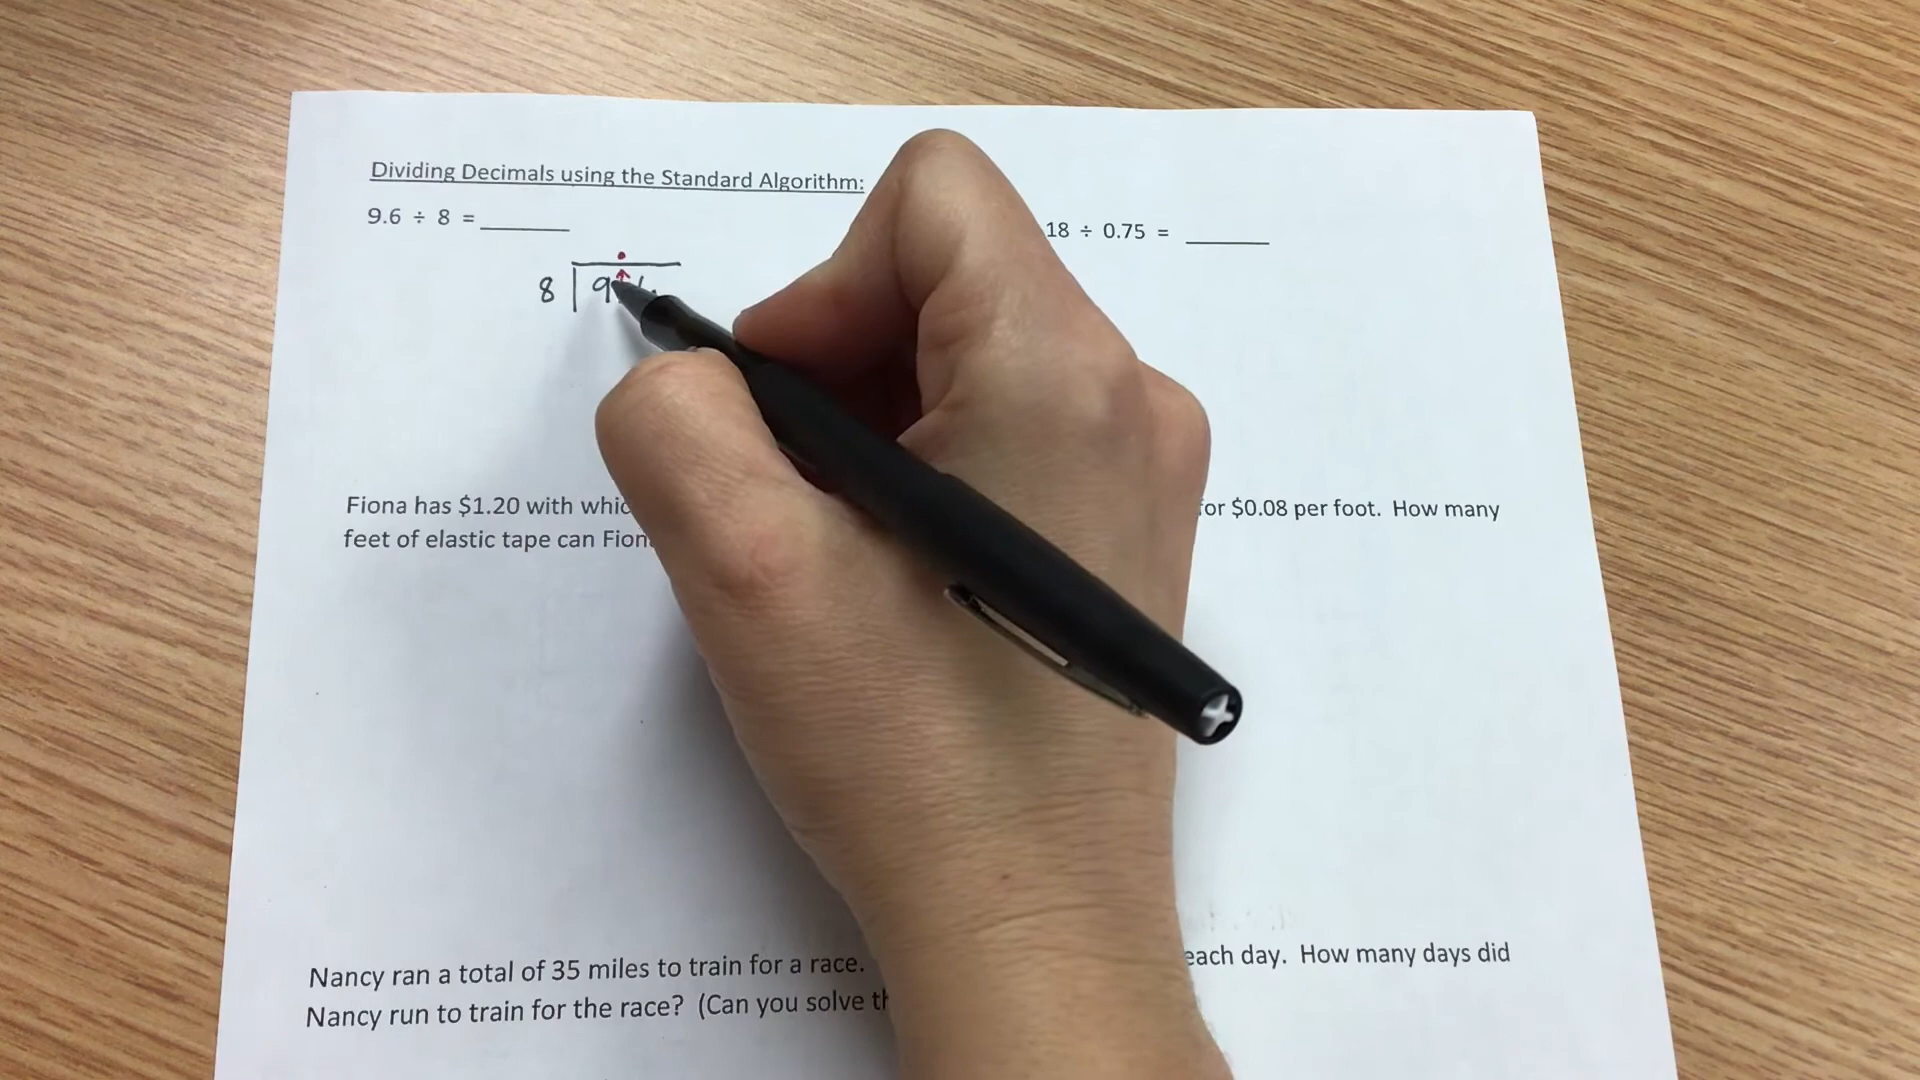 Dividing Decimals using the Standard Algorithm:
9.6 ÷ 8 = ______
18 ÷ 0.75 = ______
8 9
Fiona has $1.20 with for $0.08 per foot. How many
feet of elastic tape can
Nancy ran a total of 35 miles to train for a race. each day. How many days did
Nancy run to train for the race? (Can you solve